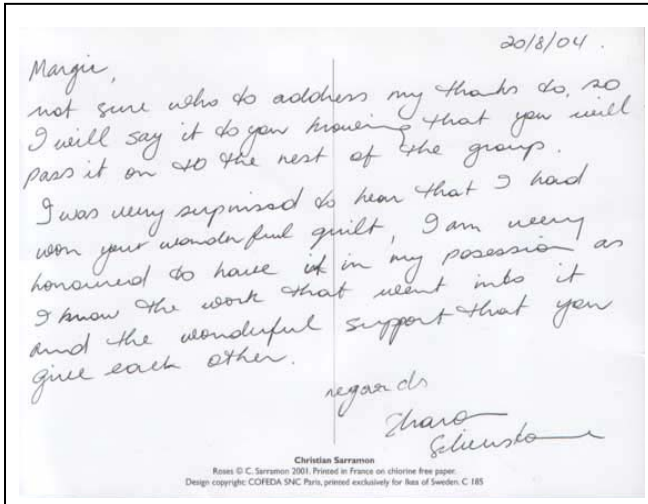 20/8/04.
Margie,
not sure who to address my thanks to, so
I will say it to you knowing that you will
pass it on to the rest of the group.
I was very surprised to hear that I had
won your wonderful quilt, I am very
honoured to have it in my posession as
I know the work that went into it
and the wonderful support that you
give each other.
regards
Christian Sarramon
Roses © C. Sarramon 2001. Printed in France on chlorine free paper.
Design copyright: COFEDA SNC Paris, printed exclusively for Ikea of Sweden. C 185